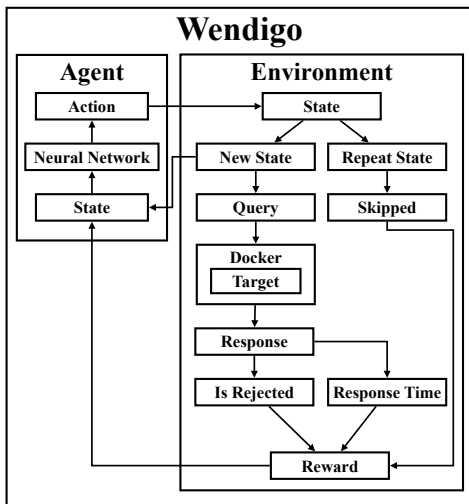 Wendigo
Agent
Environment
Action
State
Neural Network
New State
Repeat State
State
Query
Skipped
Docker
Target
Response
Is Rejected
Response Time
Reward